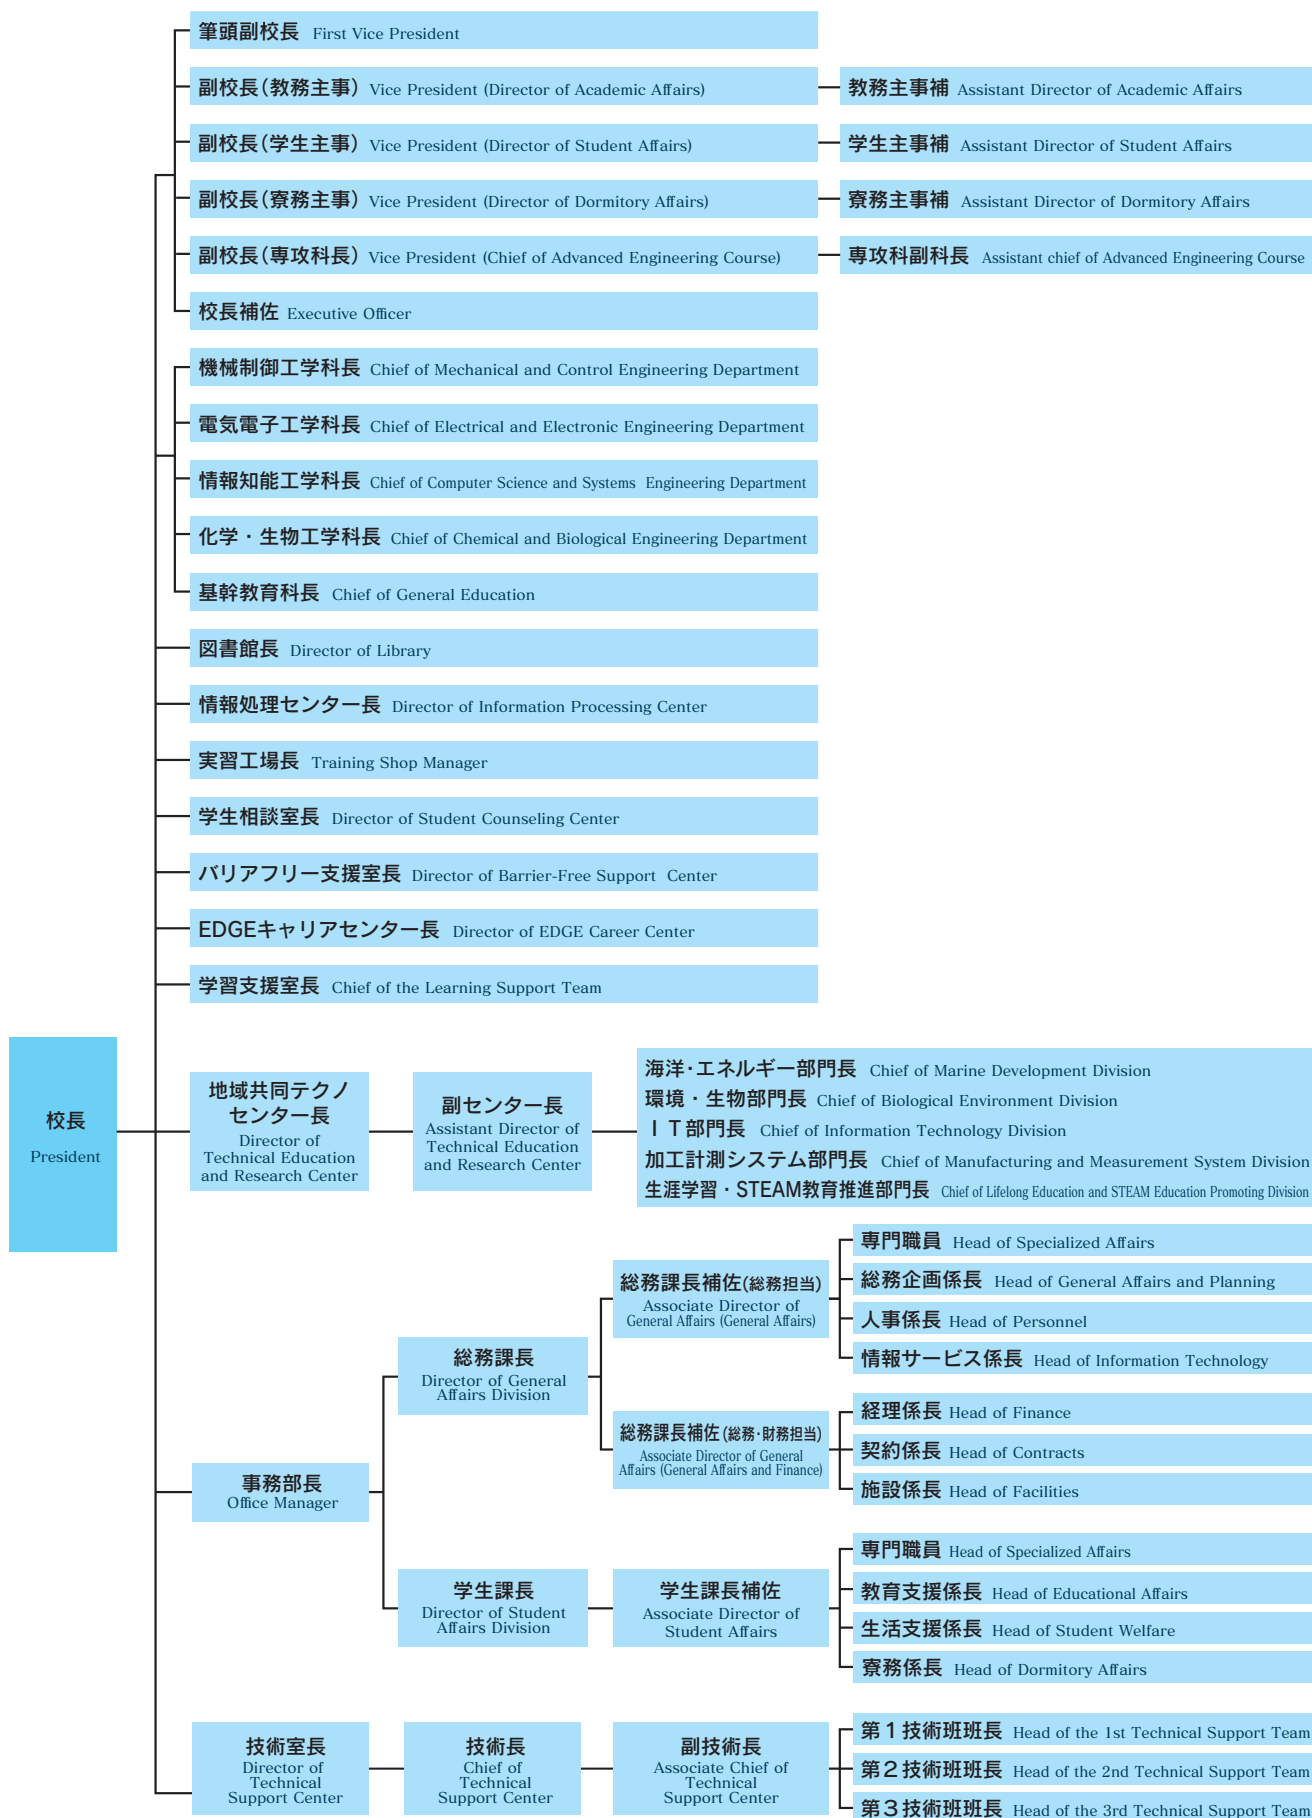 筆頭副校長 First Vice President
副校長(教務主事) Vice President (Director of Academic Affairs)
教務主事補 Assistant Director of Academic Affairs
副校長(学生主事) Vice President (Director of Student Affairs)
学生主事補 Assistant Director of Student Affairs
副校長(寮務主事) Vice President (Director of Dormitory Affairs)
寮務主事補 Assistant Director of Dormitory Affairs
副校長(専攻科長) Vice President (Chief of Advanced Engineering Course)
専攻科副科長 Assistant chief of Advanced Engineering Course
校長補佐 Executive Officer
機械制御工学科長 Chief of Mechanical and Control Engineering Department
電気電子工学科長 Chief of Electrical and Electronic Engineering Department
情報知能工学科長 Chief of Computer Science and Systems Engineering Department
化学・生物工学科長 Chief of Chemical and Biological Engineering Department
基幹教育科長 Chief of General Education
図書館長 Director of Library
情報処理センター長 Director of Information Processing Center
実習工場長 Training Shop Manager
学生相談室長 Director of Student Counseling Center
バリアフリー支援室長 Director of Barrier-Free Support Center
EDGEキャリアセンター長 Director of EDGE Career Center
学習支援室長 Chief of the Learning Support Team
校長
President
地域共同テクノ
センター長
Director of
Technical Education
and Research Center
副センター長
Assistant Director of
Technical Education
and Research Center
海洋・エネルギー部門長 Chief of Marine Development Division
環境・生物部門長 Chief of Biological Environment Division
ＩＴ部門長 Chief of Information Technology Division
加工計測システム部門長 Chief of Manufacturing and Measurement System Division
生涯学習・STEAM教育推進部門長 Chief of Lifelong Education and STEAM Education Promoting Division
事務部長
Office Manager
総務課長
Director of General
Affairs Division
総務課長補佐(総務担当)
Associate Director of
General Affairs (General Affairs)
専門職員 Head of Specialized Affairs
総務企画係長 Head of General Affairs and Planning
人事係長 Head of Personnel
情報サービス係長 Head of Information Technology
総務課長補佐(総務・財務担当)
Associate Director of General
Affairs (General Affairs and Finance)
経理係長 Head of Finance
契約係長 Head of Contracts
施設係長 Head of Facilities
学生課長
Director of Student
Affairs Division
学生課長補佐
Associate Director of
Student Affairs
専門職員 Head of Specialized Affairs
教育支援係長 Head of Educational Affairs
生活支援係長 Head of Student Welfare
寮務係長 Head of Dormitory Affairs
技術室長
Director of
Technical
Support Center
技術長
Chief of
Technical
Support Center
副技術長
Associate Chief of
Technical
Support Center
第１技術班班長 Head of the 1st Technical Support Team
第２技術班班長 Head of the 2nd Technical Support Team
第３技術班班長 Head of the 3rd Technical Support Team